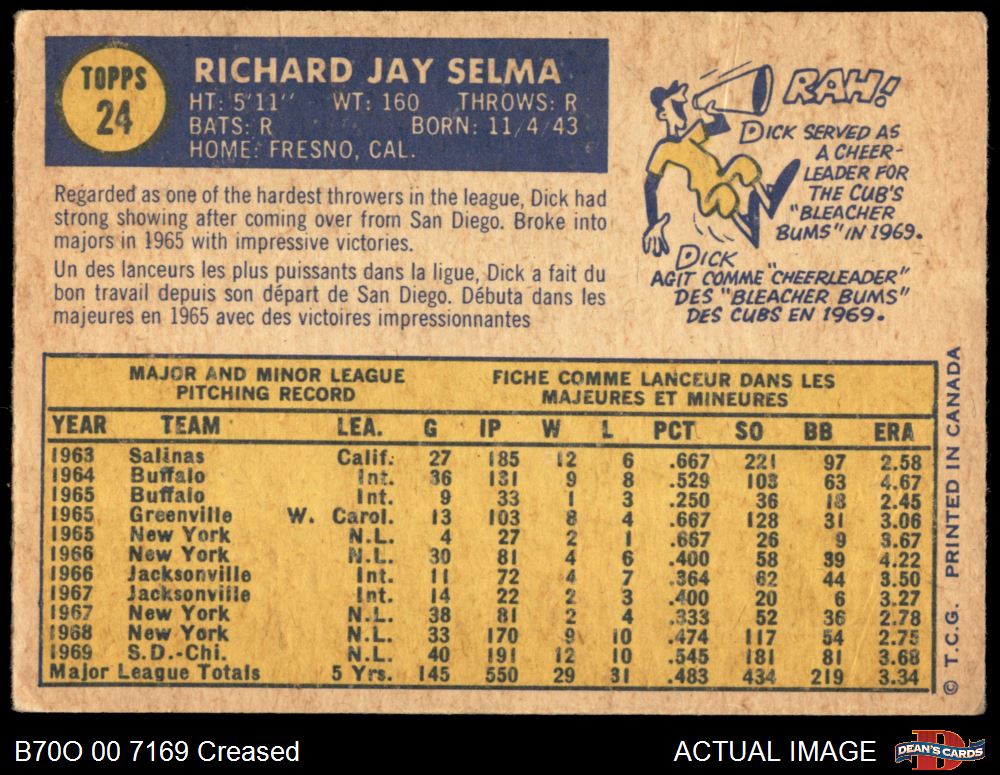 TOPPS
24
RICHARD JAY SELMA
HT: 5'11" WT: 160 THROWS: R
BATS: R BORN: 11/4/43
HOME: FRESNO, CAL.
RAH!
DICK SERVED AS
A CHEER-
LEADER FOR
THE CUB'S
"BLEACHER
BUMS" IN 1969.
DICK
AGIT COMME "CHEERLEADER"
DES "BLEACHER BUMS"
DES CUBS EN 1969.
Regarded as one of the hardest throwers in the league, Dick had
strong showing after coming over from San Diego. Broke into
majors in 1965 with impressive victories.
Un des lanceurs les plus puissants dans la ligue, Dick a fait du
bon travail depuis son départ de San Diego. Débuta dans les
majeures en 1965 avec des victoires impressionnantes
MAJOR AND MINOR LEAGUE
PITCHING RECORD
FICHE COMME LANCEUR DANS LES
MAJEURES ET MINEURES
YEAR TEAM LEA. G IP W L PCT SO BB ERA
1963 Salinas Calif. 27 185 12 6 .667 221 97 2.58
1964 Buffalo Int. 36 131 9 8 .529 103 63 4.67
1965 Buffalo Int. 9 33 1 3 .250 36 18 2.45
1965 Greenville W. Carol. 13 103 8 4 .667 128 31 3.06
1965 New York N.L. 4 27 2 1 .667 26 9 3.67
1966 New York N.L. 30 81 4 6 .400 58 39 4.22
1966 Jacksonville Int. 11 72 4 7 .364 62 44 3.50
1967 Jacksonville Int. 14 22 2 3 .400 20 6 3.27
1967 New York N.L. 38 81 2 4 .333 52 36 2.78
1968 New York N.L. 33 170 9 10 .474 117 54 2.75
1969 S.D.-Chi. N.L. 40 191 12 10 .545 181 81 3.68
Major League Totals 5 Yrs. 145 550 29 31 .483 434 219 3.34
© T.C.G. PRINTED IN CANADA
B70O 00 7169 Creased
ACTUAL IMAGE
DEAN'S CARDS